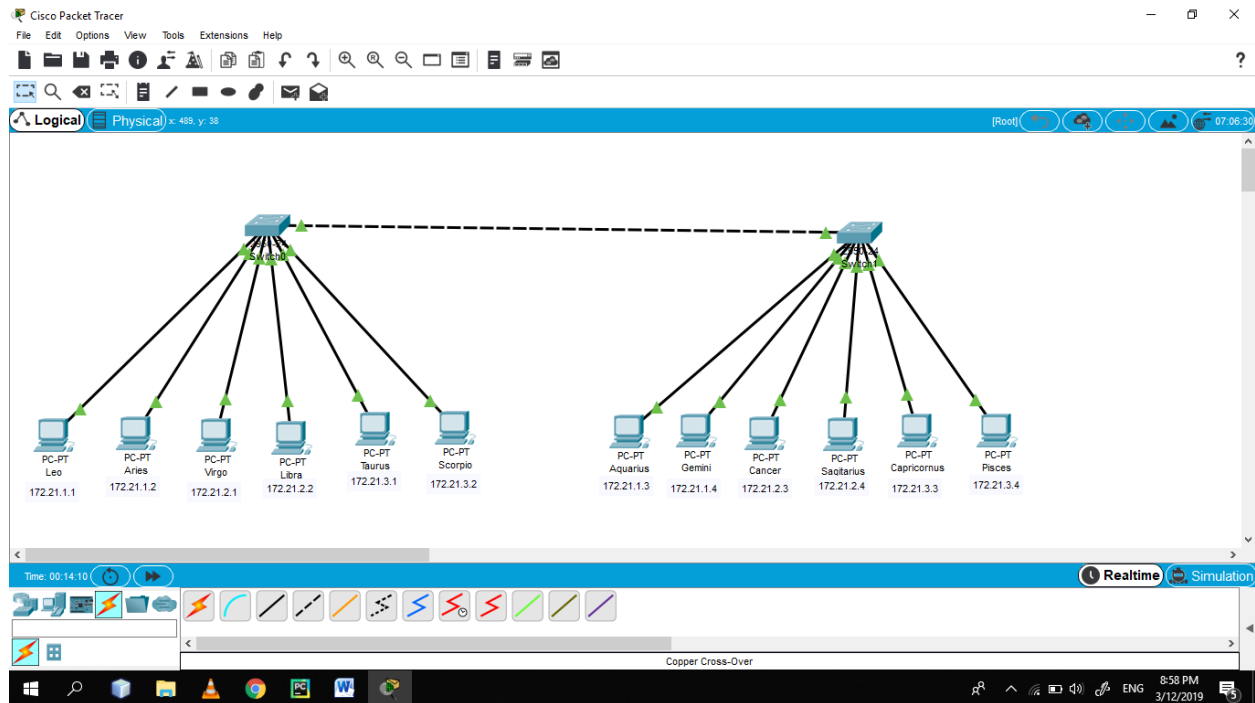 Cisco Packet Tracer
File Edit Options View Tools Extensions Help
?
Logical Physical x: 489, y: 38 [Root] 07:06:30
Switch0
Switch1
PC-PT
Leo
172.21.1.1
PC-PT
Aries
172.21.1.2
PC-PT
Virgo
172.21.2.1
PC-PT
Libra
172.21.2.2
PC-PT
Taurus
172.21.3.1
PC-PT
Scorpio
172.21.3.2
PC-PT
Aquarius
172.21.1.3
PC-PT
Gemini
172.21.1.4
PC-PT
Cancer
172.21.2.3
PC-PT
Sagitarius
172.21.2.4
PC-PT
Capricornus
172.21.3.3
PC-PT
Pisces
172.21.3.4
Time: 00:14:10 Realtime Simulation
Copper Cross-Over
ENG 8:58 PM
3/12/2019
5